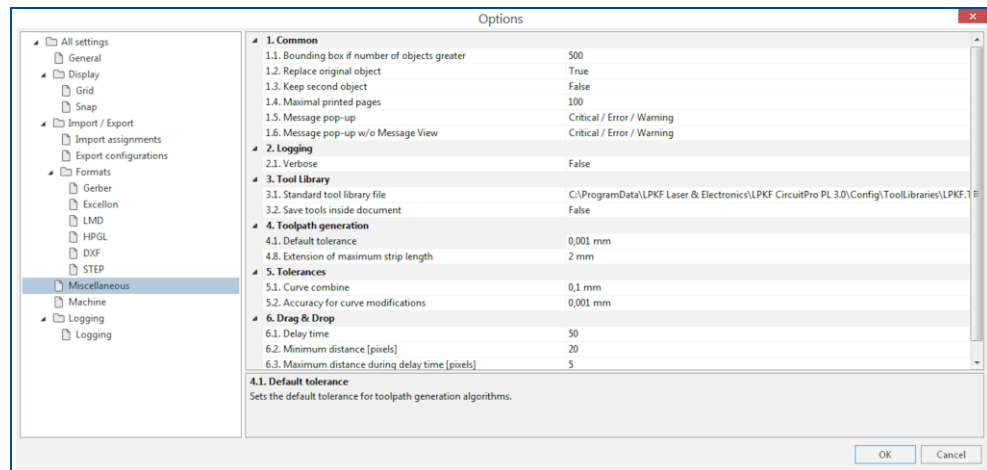 Options
All settings
General
Display
Grid
Snap
Import / Export
Import assignments
Export configurations
Formats
Gerber
Excellon
LMD
HPGL
DXF
STEP
Miscellaneous
Machine
Logging
Logging
1. Common
1.1. Bounding box if number of objects greater 500
1.2. Replace original object True
1.3. Keep second object False
1.4. Maximal printed pages 100
1.5. Message pop-up Critical / Error / Warning
1.6. Message pop-up w/o Message View Critical / Error / Warning
2. Logging
2.1. Verbose False
3. Tool Library
3.1. Standard tool library file C:\ProgramData\LPKF Laser & Electronics\LPKF CircuitPro PL 3.0\Config\ToolLibraries\LPKF.T
3.2. Save tools inside document False
4. Toolpath generation
4.1. Default tolerance 0,001 mm
4.8. Extension of maximum strip length 2 mm
5. Tolerances
5.1. Curve combine 0,1 mm
5.2. Accuracy for curve modifications 0,001 mm
6. Drag & Drop
6.1. Delay time 50
6.2. Minimum distance [pixels] 20
6.3. Maximum distance during delay time [pixels] 5
4.1. Default tolerance
Sets the default tolerance for toolpath generation algorithms.
OK Cancel